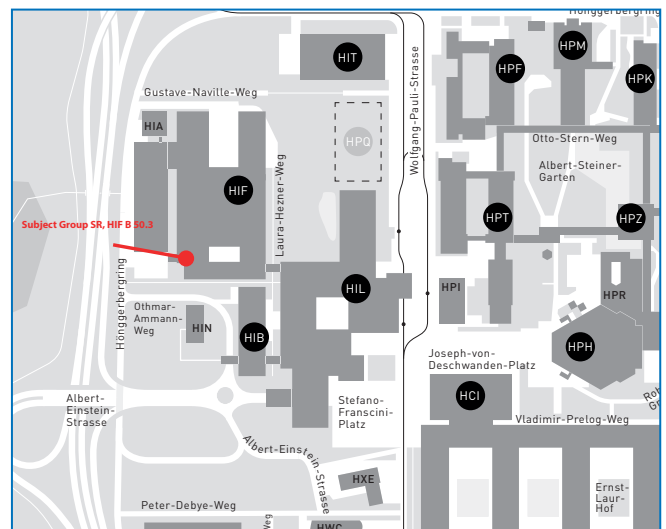 Hönggerbergring
HIT
HPM
HPF
HPK
Wolfgang-Pauli-Strasse
Gustave-Naville-Weg
HIA
HPQ
Otto-Stern-Weg
Albert-Steiner-
Garten
HIF
Laura-Hezner-Weg
HPT
HPZ
Subject Group SR, HIF B 50.3
Hönggerbergring
HIL
HPI
HPR
Othmar-
Ammann-
Weg
HIN
HIB
HPH
Joseph-von-
Deschwanden-Platz
HCI
Albert-
Einstein-
Strasse
Stefano-
Franscini-
Platz
Vladimir-Prelog-Weg
Albert-Einstein-Strasse
HXE
Ernst-
Laur-
Hof
Peter-Debye-Weg
HWC